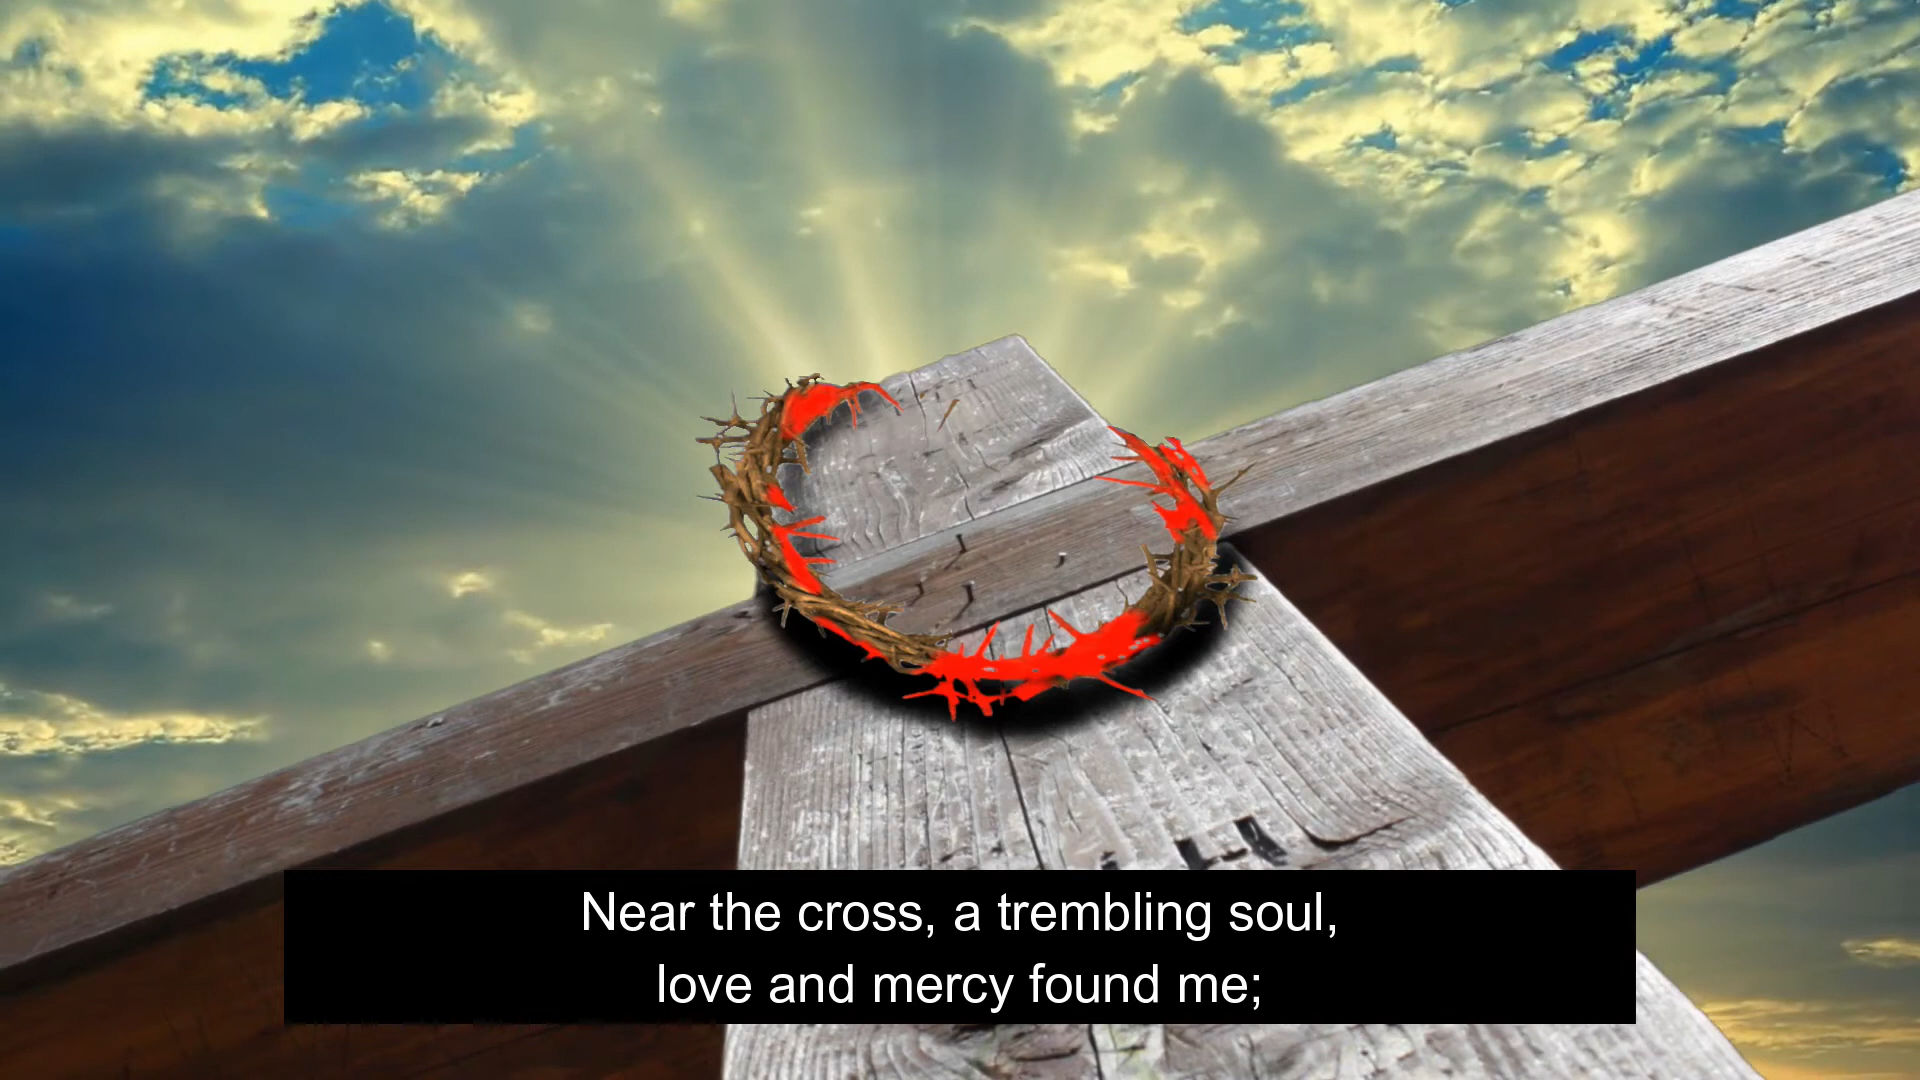 Near the cross, a trembling soul,
love and mercy found me;